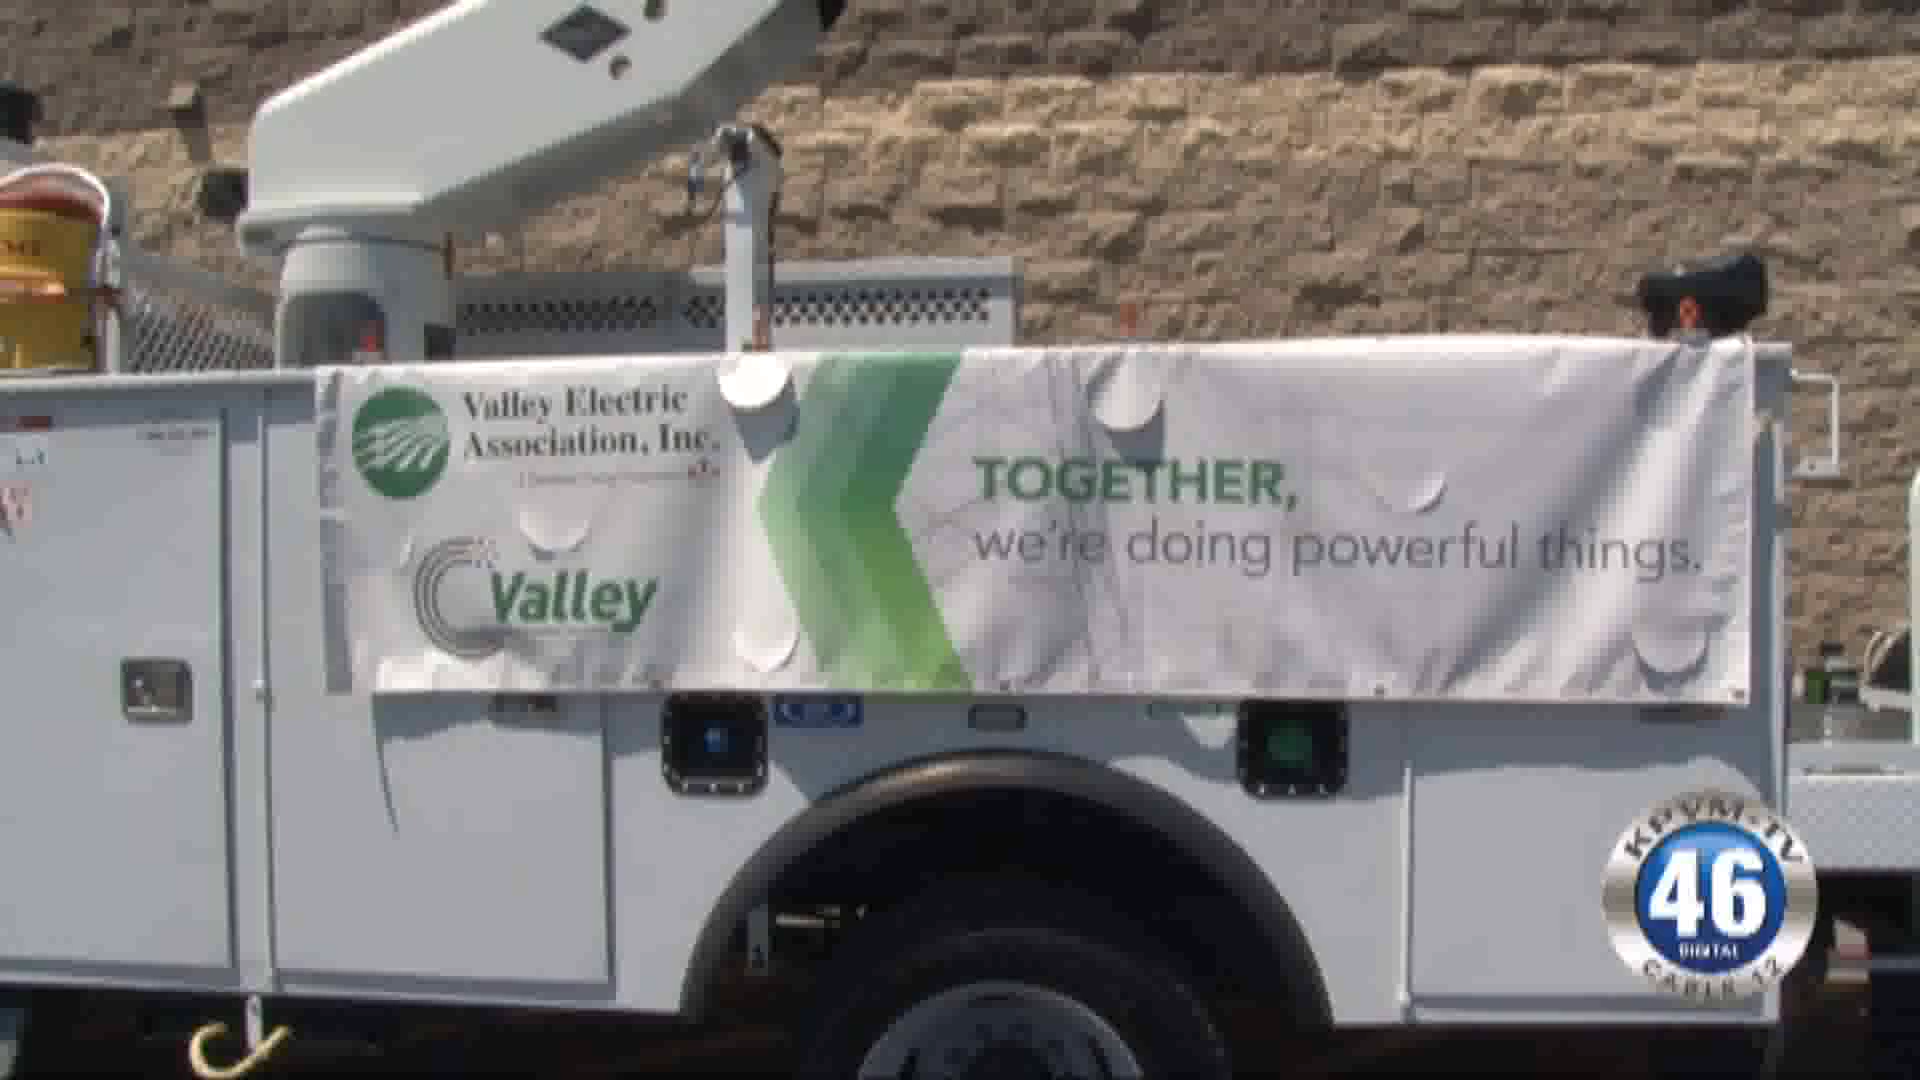 Valley Electric
Association, Inc.
Valley
TOGETHER,
we're doing powerful things.
KPVM-TV
46
DIGITAL
CABLE 12